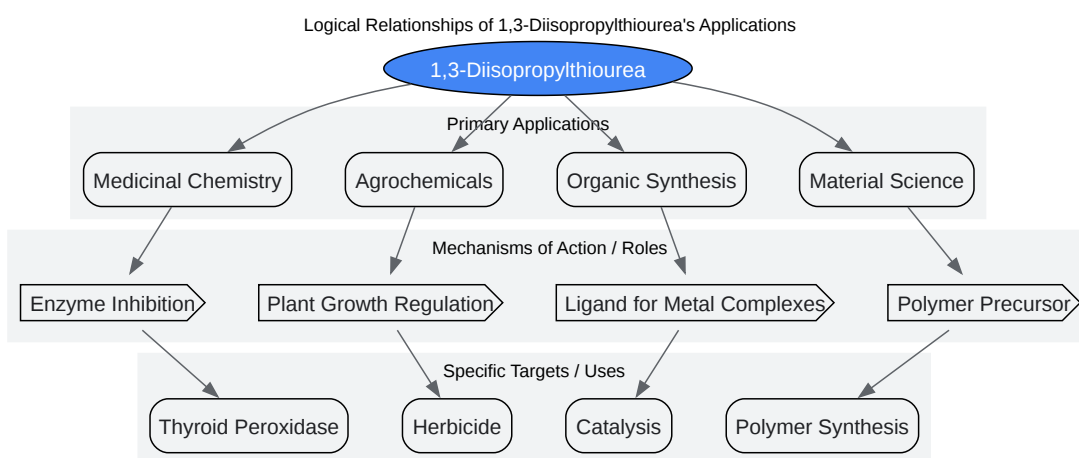 Logical Relationships of 1,3-Diisopropylthiourea's Applications
1,3-Diisopropylthiourea
Primary Applications
Medicinal Chemistry
Agrochemicals
Organic Synthesis
Material Science
Mechanisms of Action / Roles
Enzyme Inhibition
Plant Growth Regulation
Ligand for Metal Complexes
Polymer Precursor
Specific Targets / Uses
Thyroid Peroxidase
Herbicide
Catalysis
Polymer Synthesis